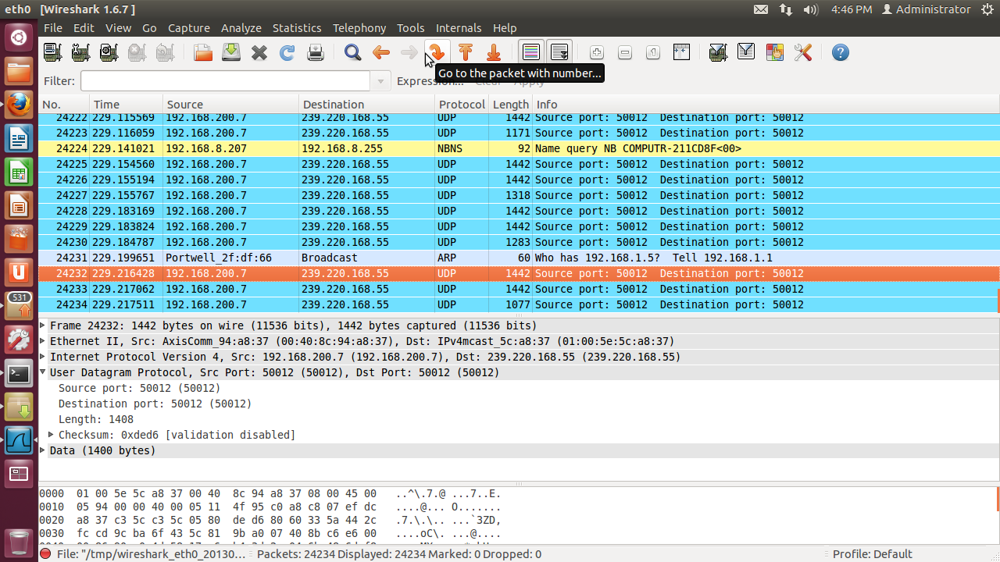 eth0 [Wireshark 1.6.7 ] 4:46 PM Administrator
File Edit View Go Capture Analyze Statistics Telephony Tools Internals Help
Go to the packet with number...
Filter: Expression... Clear Apply
No. Time Source Destination Protocol Length Info
24222 229.115569 192.168.200.7 239.220.168.55 UDP 1442 Source port: 50012 Destination port: 50012
24223 229.116059 192.168.200.7 239.220.168.55 UDP 1171 Source port: 50012 Destination port: 50012
24224 229.141021 192.168.8.207 192.168.8.255 NBNS 92 Name query NB COMPUTR-211CD8F<00>
24225 229.154560 192.168.200.7 239.220.168.55 UDP 1442 Source port: 50012 Destination port: 50012
24226 229.155194 192.168.200.7 239.220.168.55 UDP 1442 Source port: 50012 Destination port: 50012
24227 229.155767 192.168.200.7 239.220.168.55 UDP 1318 Source port: 50012 Destination port: 50012
24228 229.183169 192.168.200.7 239.220.168.55 UDP 1442 Source port: 50012 Destination port: 50012
24229 229.183824 192.168.200.7 239.220.168.55 UDP 1442 Source port: 50012 Destination port: 50012
24230 229.184787 192.168.200.7 239.220.168.55 UDP 1283 Source port: 50012 Destination port: 50012
24231 229.199651 Portwell_2f:df:66 Broadcast ARP 60 Who has 192.168.1.5? Tell 192.168.1.1
24232 229.216428 192.168.200.7 239.220.168.55 UDP 1442 Source port: 50012 Destination port: 50012
24233 229.217062 192.168.200.7 239.220.168.55 UDP 1442 Source port: 50012 Destination port: 50012
24234 229.217511 192.168.200.7 239.220.168.55 UDP 1077 Source port: 50012 Destination port: 50012
531
Frame 24232: 1442 bytes on wire (11536 bits), 1442 bytes captured (11536 bits)
Ethernet II, Src: AxisComm_94:a8:37 (00:40:8c:94:a8:37), Dst: IPv4mcast_5c:a8:37 (01:00:5e:5c:a8:37)
Internet Protocol Version 4, Src: 192.168.200.7 (192.168.200.7), Dst: 239.220.168.55 (239.220.168.55)
User Datagram Protocol, Src Port: 50012 (50012), Dst Port: 50012 (50012)
Source port: 50012 (50012)
Destination port: 50012 (50012)
Length: 1408
Checksum: 0xded6 [validation disabled]
Data (1400 bytes)
0000 01 00 5e 5c a8 37 00 40 8c 94 a8 37 08 00 45 00 ..^\.7.@ ...7..E.
0010 05 94 00 00 40 00 05 11 4f 95 c0 a8 c8 07 ef dc ....@... O.......
0020 a8 37 c3 5c c3 5c 05 80 de d6 80 60 33 5a 44 2c .7.\.\.. ...`3ZD,
0030 fc cd 9c ba 6f 43 5c 81 9b a0 07 40 8b c6 e6 00 ....oC\. ...@....
File: "/tmp/wireshark_eth0_20130... Packets: 24234 Displayed: 24234 Marked: 0 Dropped: 0 Profile: Default